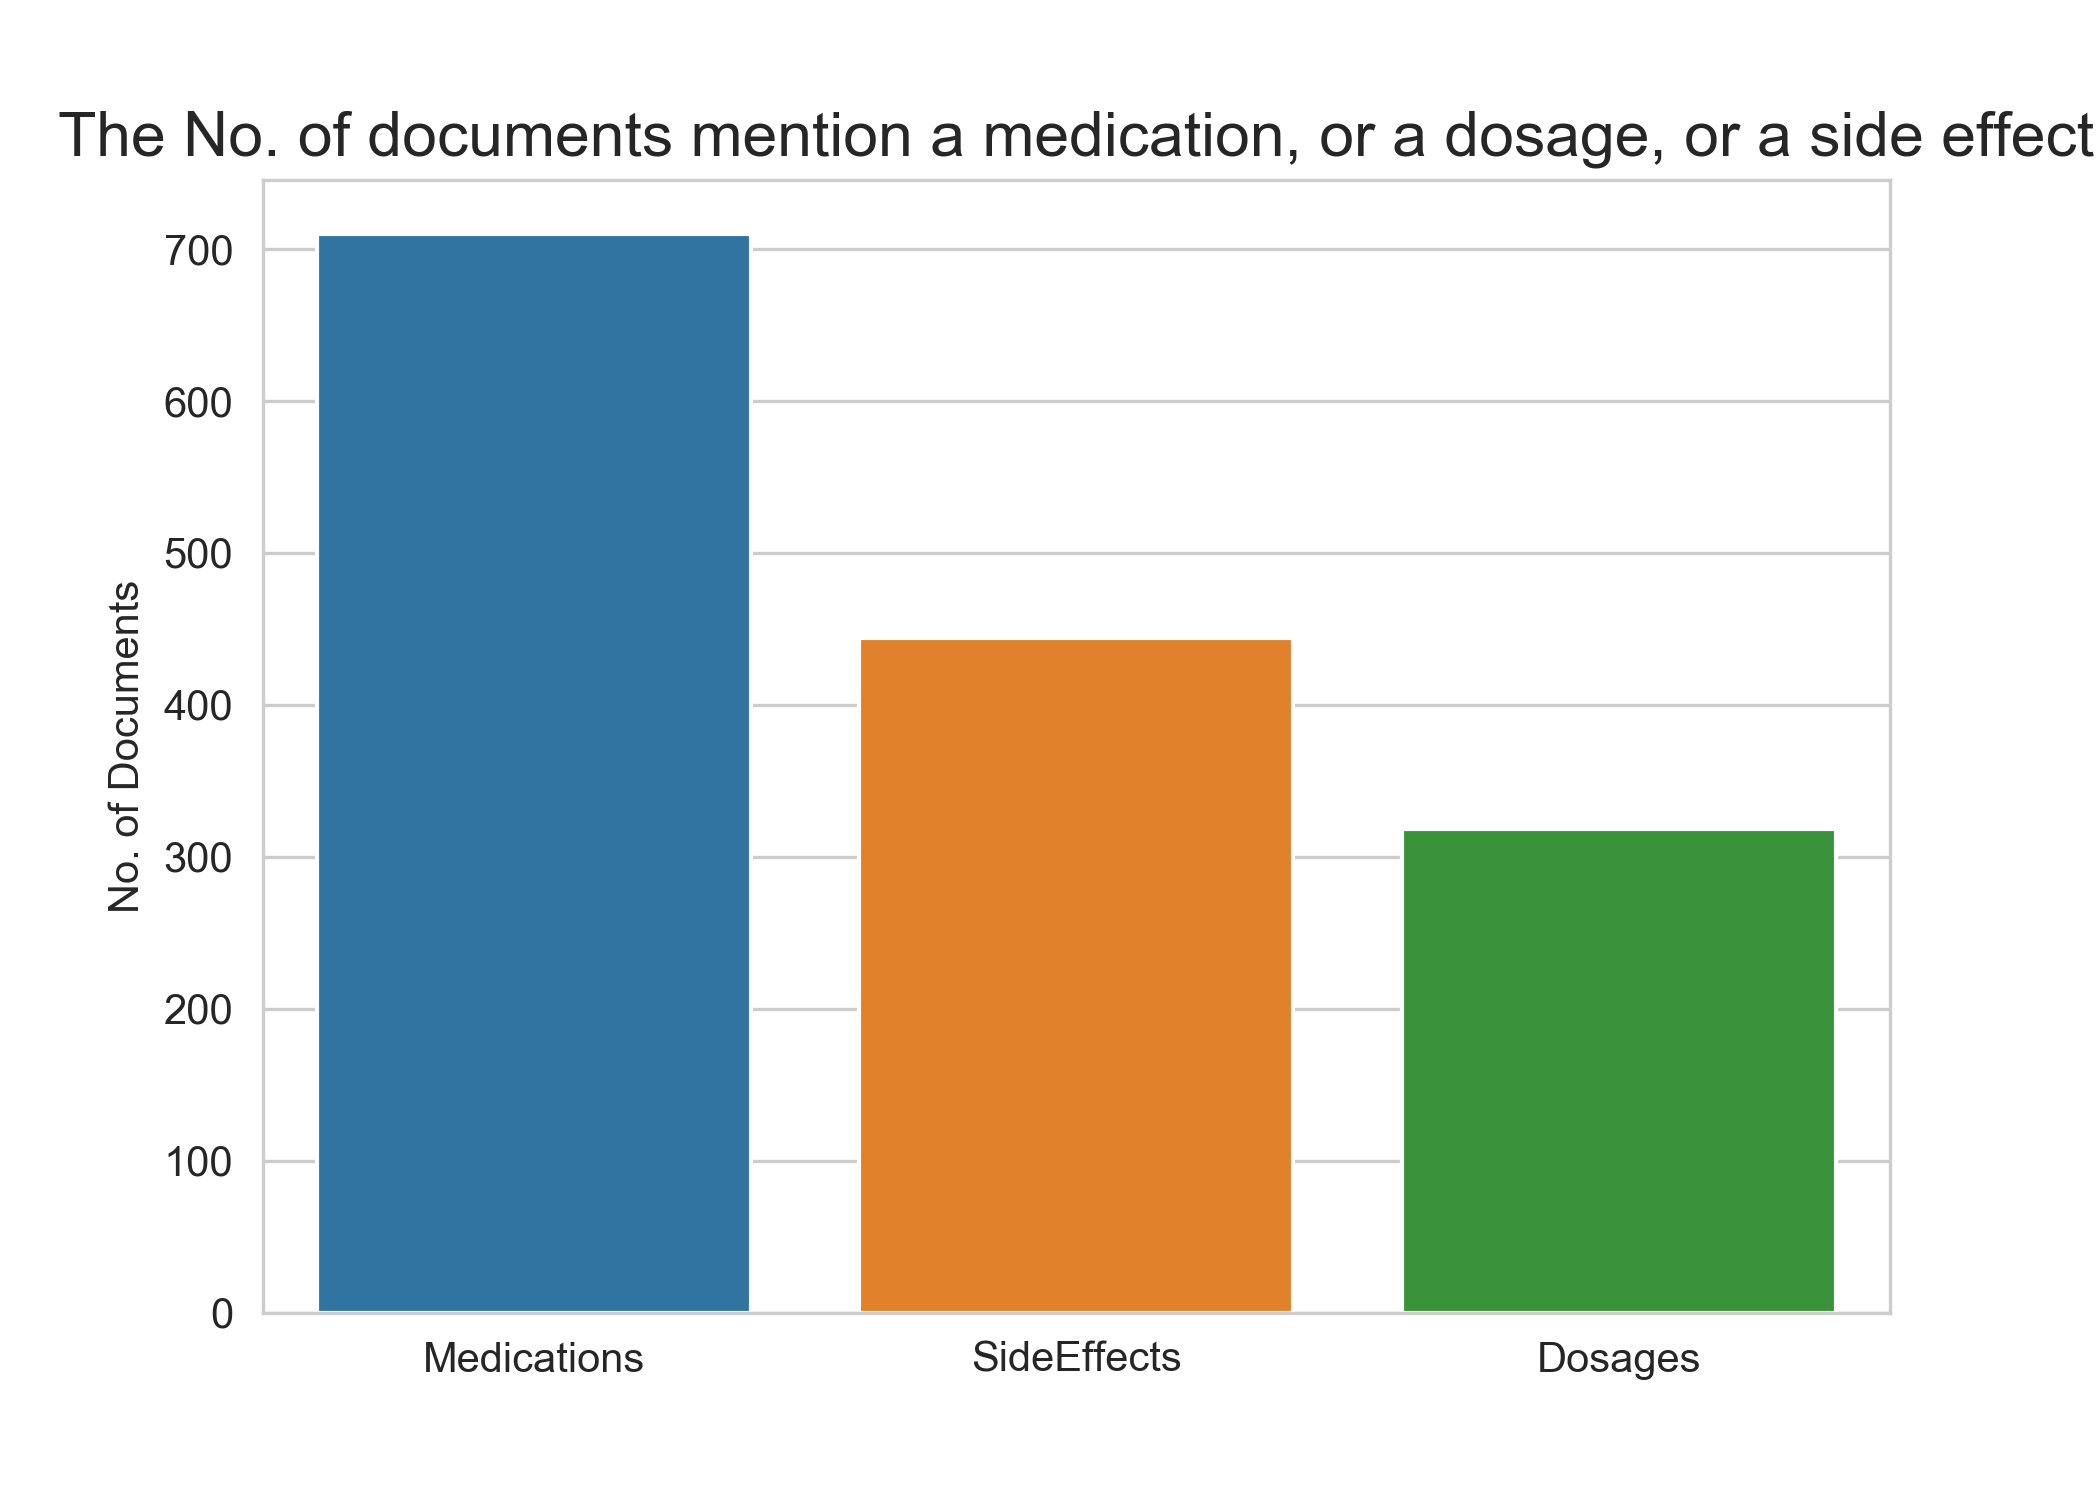 The No. of documents mention a medication, or a dosage, or a side effect
No. of Documents
700
600
500
400
300
200
100
0
Medications
SideEffects
Dosages